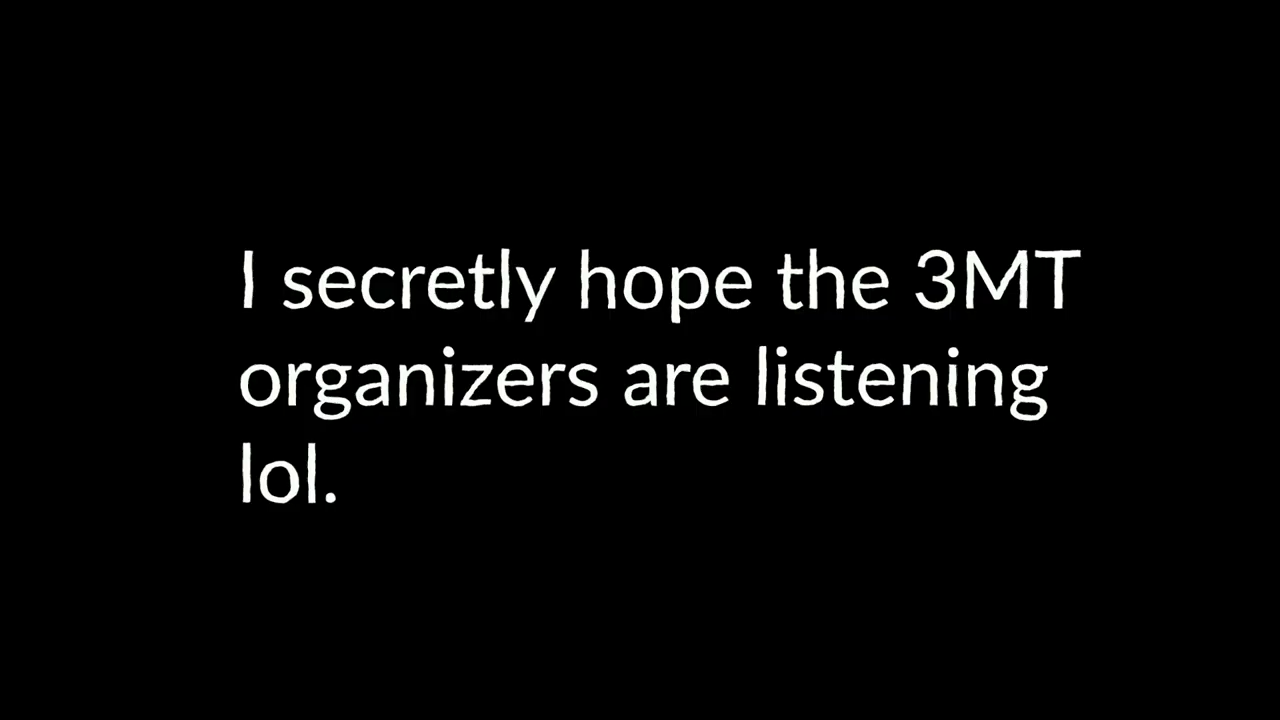 I secretly hope the 3MT
organizers are listening
lol.